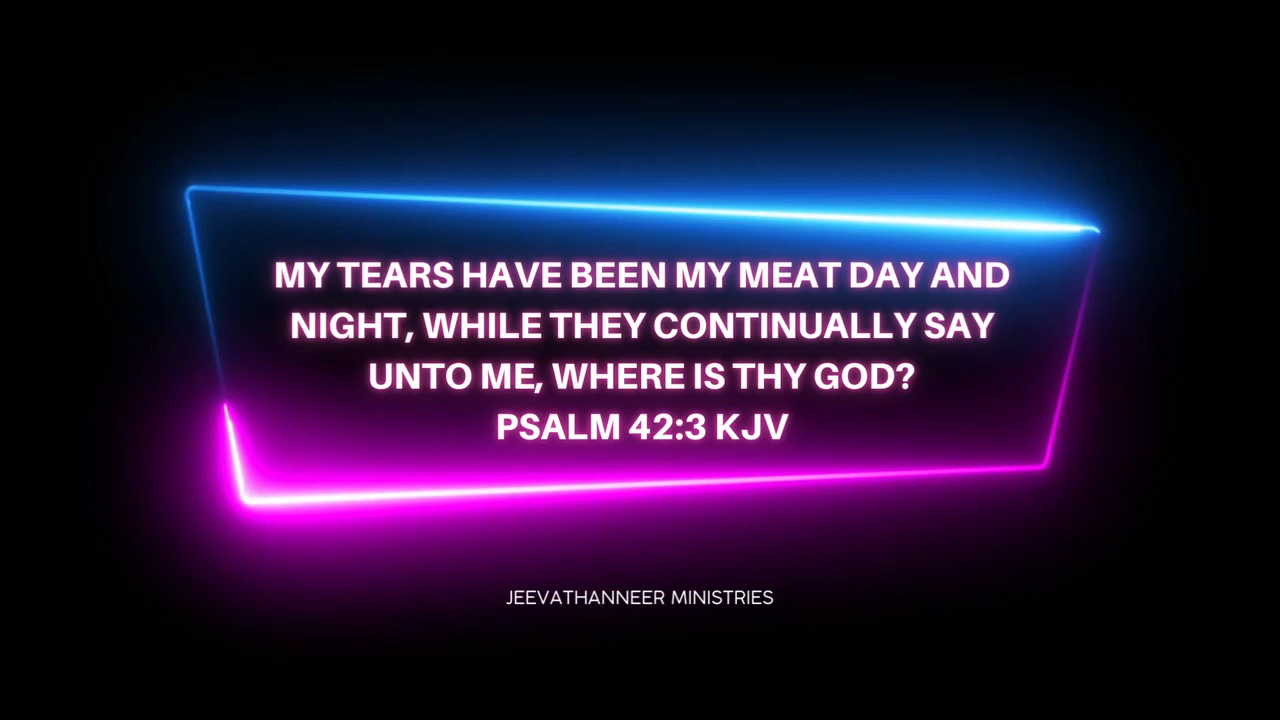 MY TEARS HAVE BEEN MY MEAT DAY AND
NIGHT, WHILE THEY CONTINUALLY SAY
UNTO ME, WHERE IS THY GOD?
PSALM 42:3 KJV
JEEVATHANNEER MINISTRIES